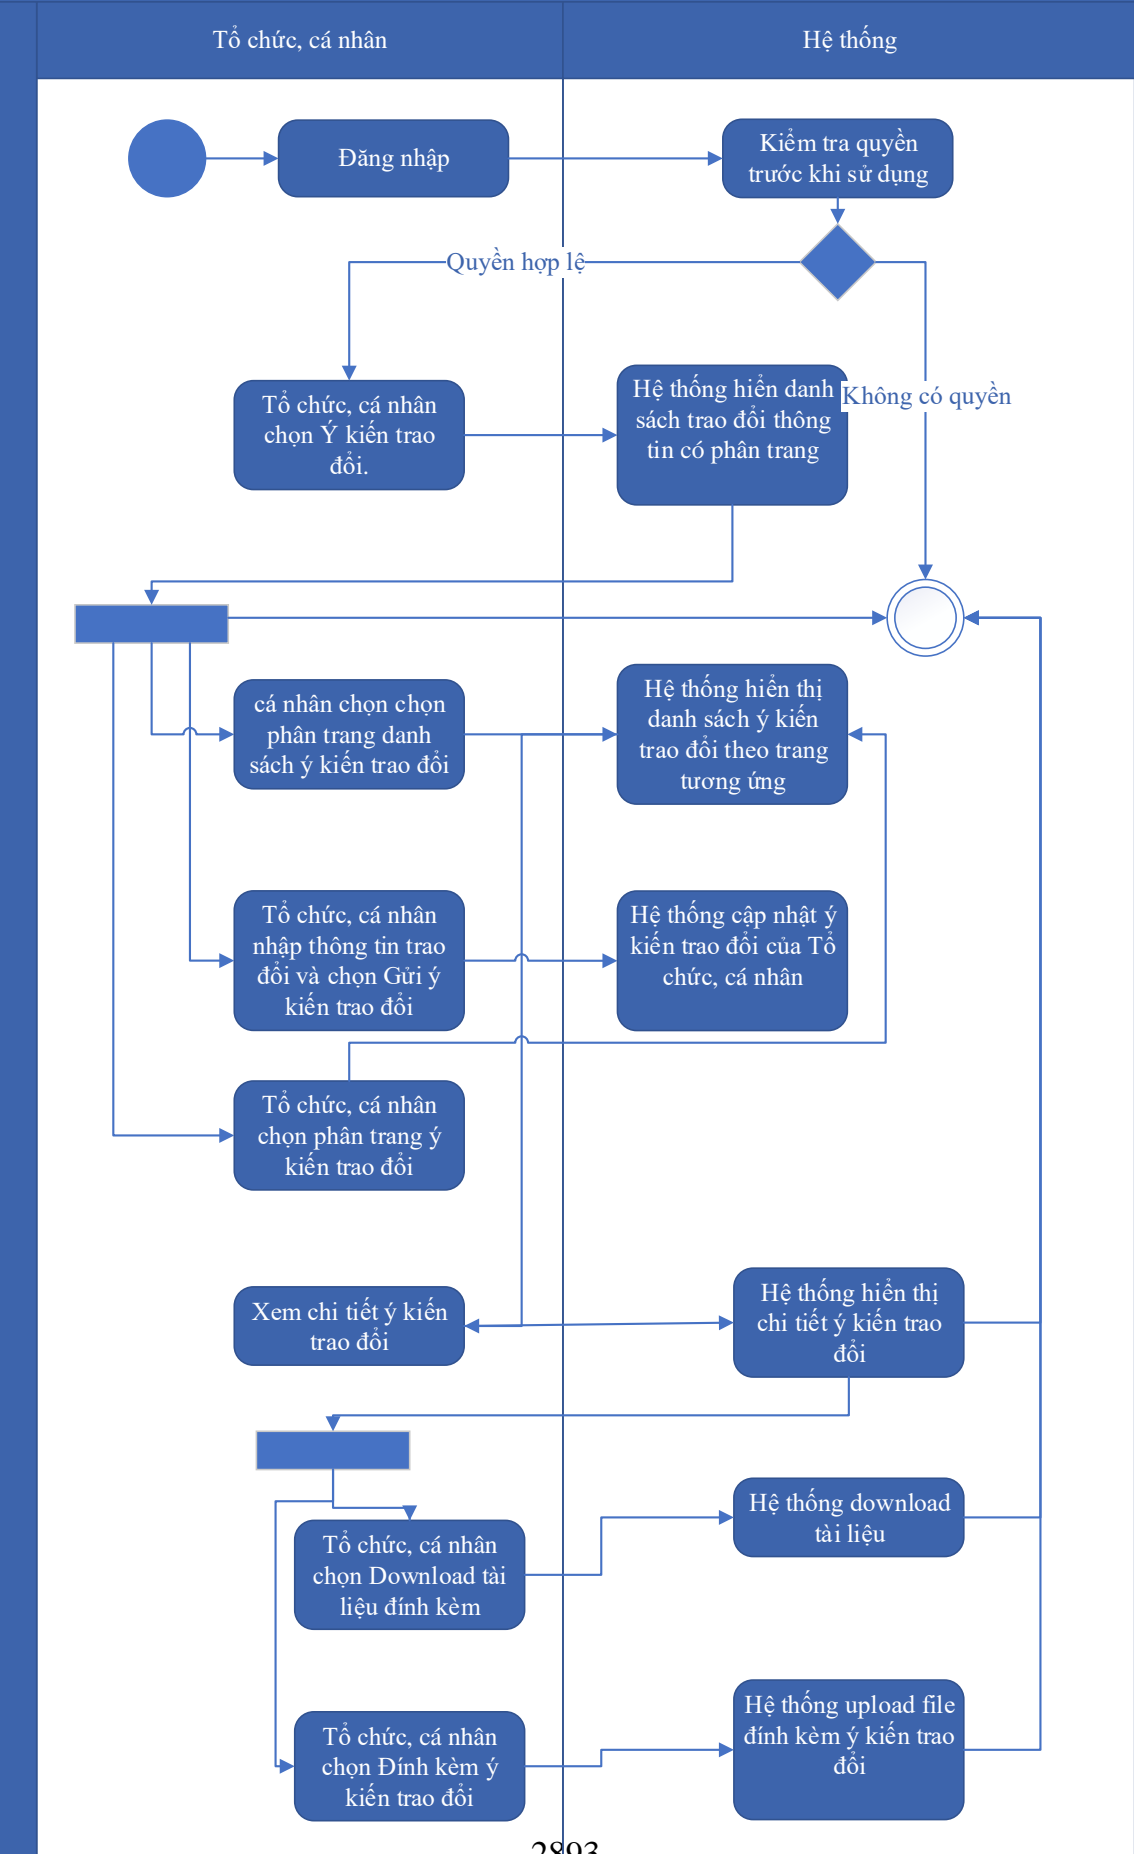 Tổ chức, cá nhân
Hệ thống
Đăng nhập
Kiểm tra quyền
trước khi sử dụng
Quyền hợp lệ
Không có quyền
Tổ chức, cá nhân
chọn Ý kiến trao
đổi.
Hệ thống hiển danh
sách trao đổi thông
tin có phân trang
cá nhân chọn chọn
phân trang danh
sách ý kiến trao đổi
Hệ thống hiển thị
danh sách ý kiến
trao đổi theo trang
tương ứng
Tổ chức, cá nhân
nhập thông tin trao
đổi và chọn Gửi ý
kiến trao đổi
Hệ thống cập nhật ý
kiến trao đổi của Tổ
chức, cá nhân
Tổ chức, cá nhân
chọn phân trang ý
kiến trao đổi
Xem chi tiết ý kiến
trao đổi
Hệ thống hiển thị
chi tiết ý kiến trao
đổi
Tổ chức, cá nhân
chọn Download tài
liệu đính kèm
Hệ thống download
tài liệu
Tổ chức, cá nhân
chọn Đính kèm ý
kiến trao đổi
Hệ thống upload file
đính kèm ý kiến trao
đổi
2893